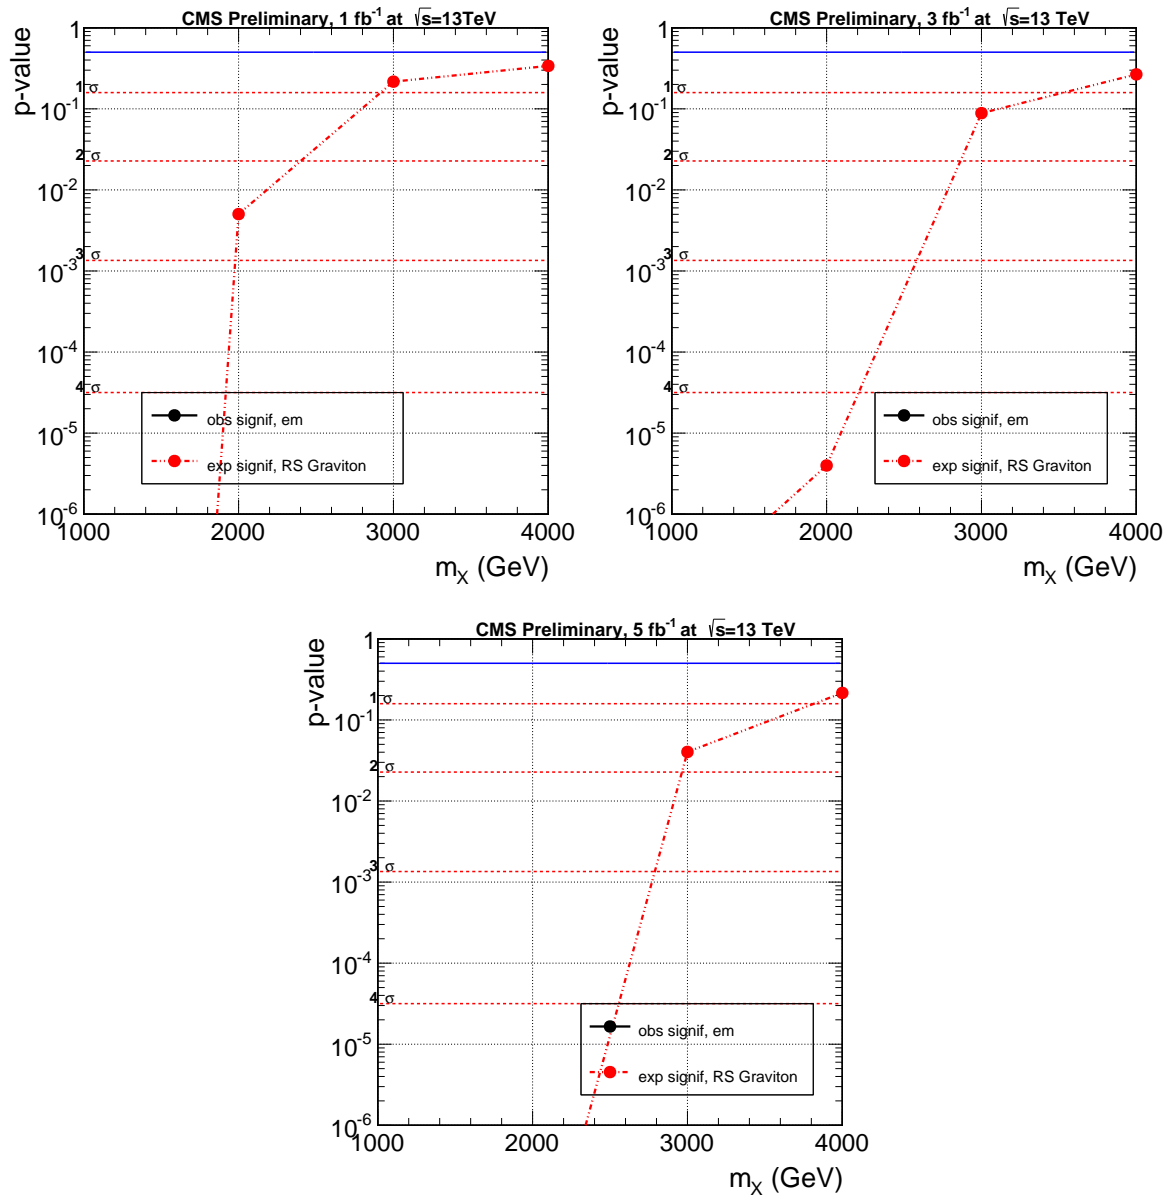 CMS Preliminary, 1 fb⁻¹ at √s=13TeV
p-value
1
10⁻¹
10⁻²
10⁻³
10⁻⁴
10⁻⁵
10⁻⁶
1 σ
2 σ
3 σ
4 σ
obs signif, em
exp signif, RS Graviton
1000 2000 3000 4000
m_X (GeV)
CMS Preliminary, 3 fb⁻¹ at √s=13 TeV
p-value
1
10⁻¹
10⁻²
10⁻³
10⁻⁴
10⁻⁵
10⁻⁶
1 σ
2 σ
3 σ
4 σ
obs signif, em
exp signif, RS Graviton
1000 2000 3000 4000
m_X (GeV)
CMS Preliminary, 5 fb⁻¹ at √s=13 TeV
p-value
1
10⁻¹
10⁻²
10⁻³
10⁻⁴
10⁻⁵
10⁻⁶
1 σ
2 σ
3 σ
4 σ
obs signif, em
exp signif, RS Graviton
1000 2000 3000 4000
m_X (GeV)